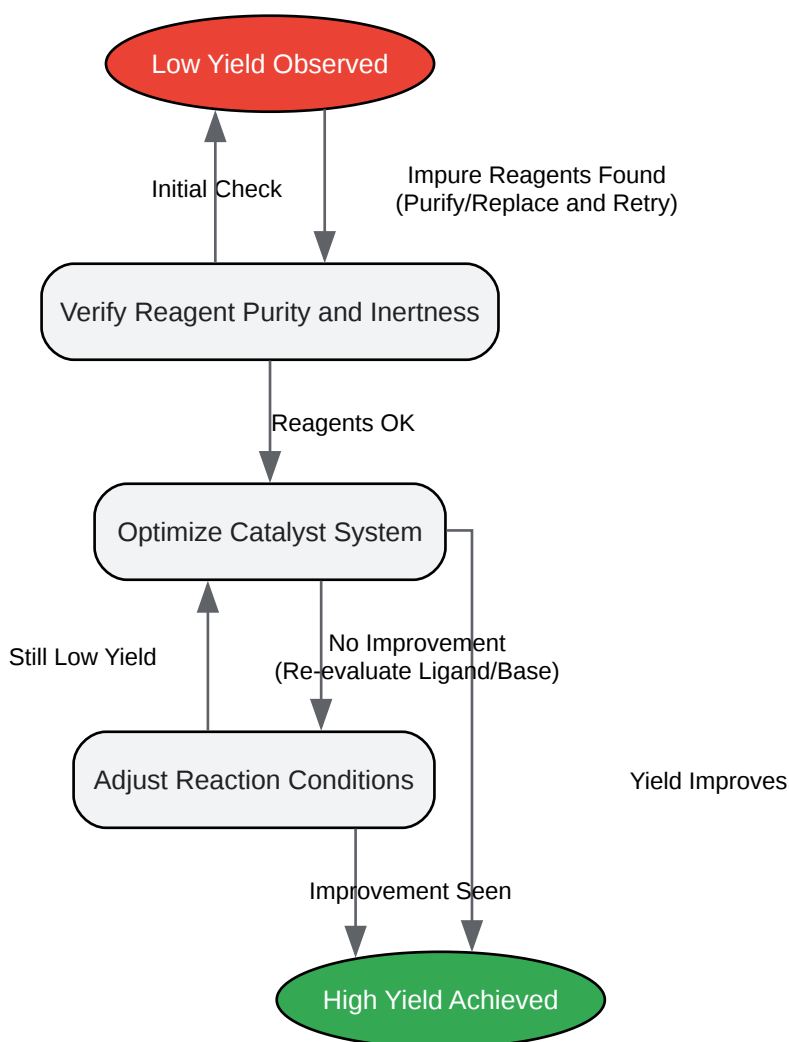 Low Yield Observed
Initial Check
Impure Reagents Found
(Purify/Replace and Retry)
Verify Reagent Purity and Inertness
Reagents OK
Optimize Catalyst System
Still Low Yield
No Improvement
(Re-evaluate Ligand/Base)
Adjust Reaction Conditions
Yield Improves
Improvement Seen
High Yield Achieved